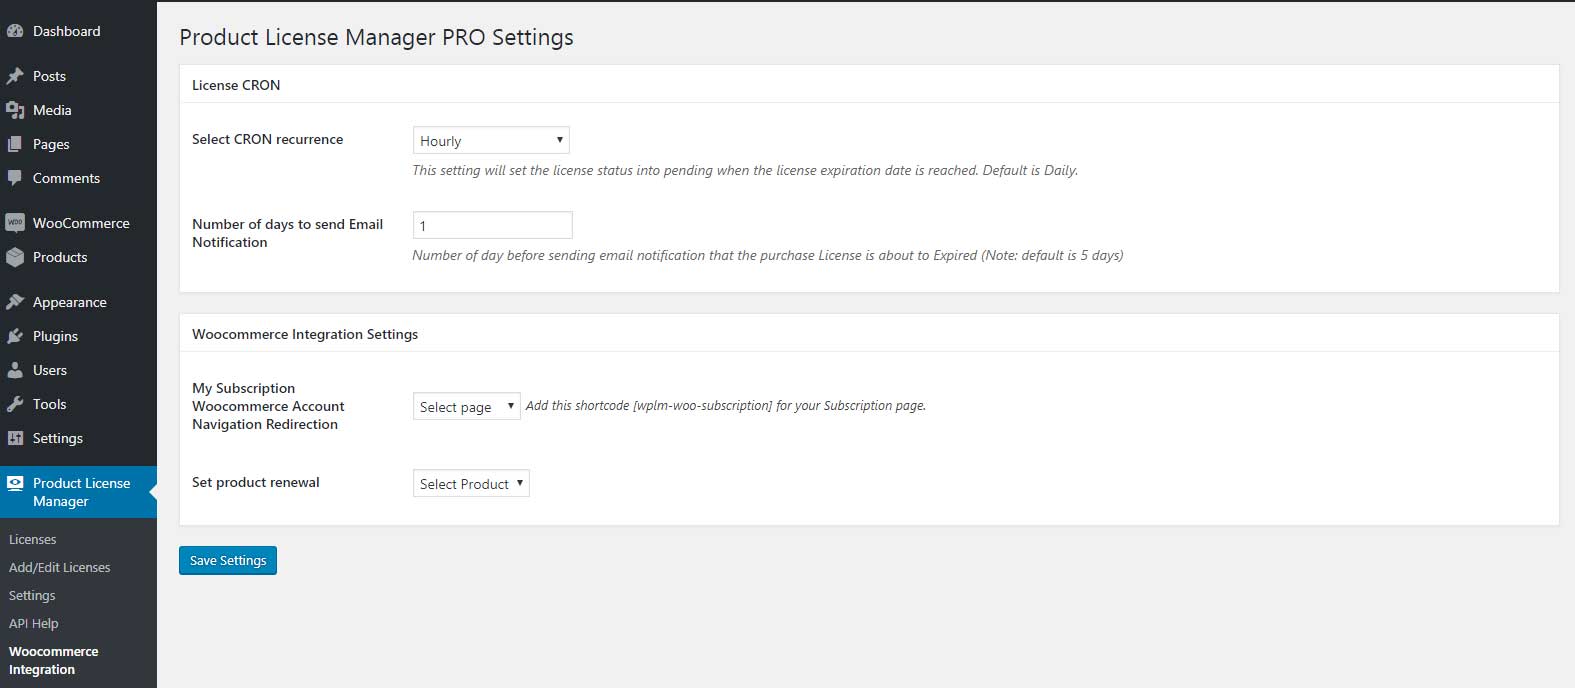 Dashboard
Posts
Media
Pages
Comments
WOO
WooCommerce
Products
Appearance
Plugins
Users
Tools
Settings
Product License
Manager
Licenses
Add/Edit Licenses
Settings
API Help
Woocommerce
Integration
Product License Manager PRO Settings
License CRON
Select CRON recurrence
Hourly
This setting will set the license status into pending when the license expiration date is reached. Default is Daily.
Number of days to send Email
Notification
1
Number of day before sending email notification that the purchase License is about to Expired (Note: default is 5 days)
Woocommerce Integration Settings
My Subscription
Woocommerce Account
Navigation Redirection
Select page
Add this shortcode [wplm-woo-subscription] for your Subscription page.
Set product renewal
Select Product
Save Settings